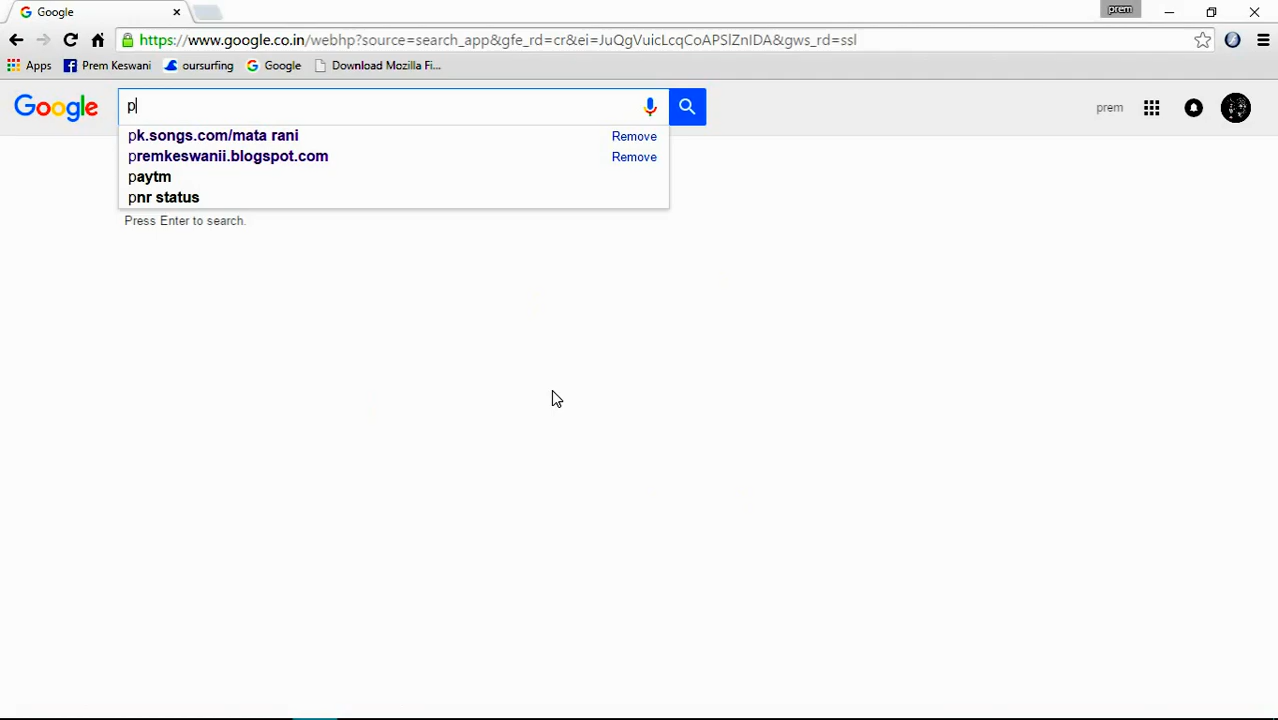 Google
prem
https://www.google.co.in/webhp?source=search_app&gfe_rd=cr&ei=JuQgVuicLcqCoAPSlZnIDA&gws_rd=ssl
Apps Prem Keswani oursurfing Google Download Mozilla Fi...
Google p prem
pk.songs.com/mata rani Remove
premkeswanii.blogspot.com Remove
paytm
pnr status
Press Enter to search.